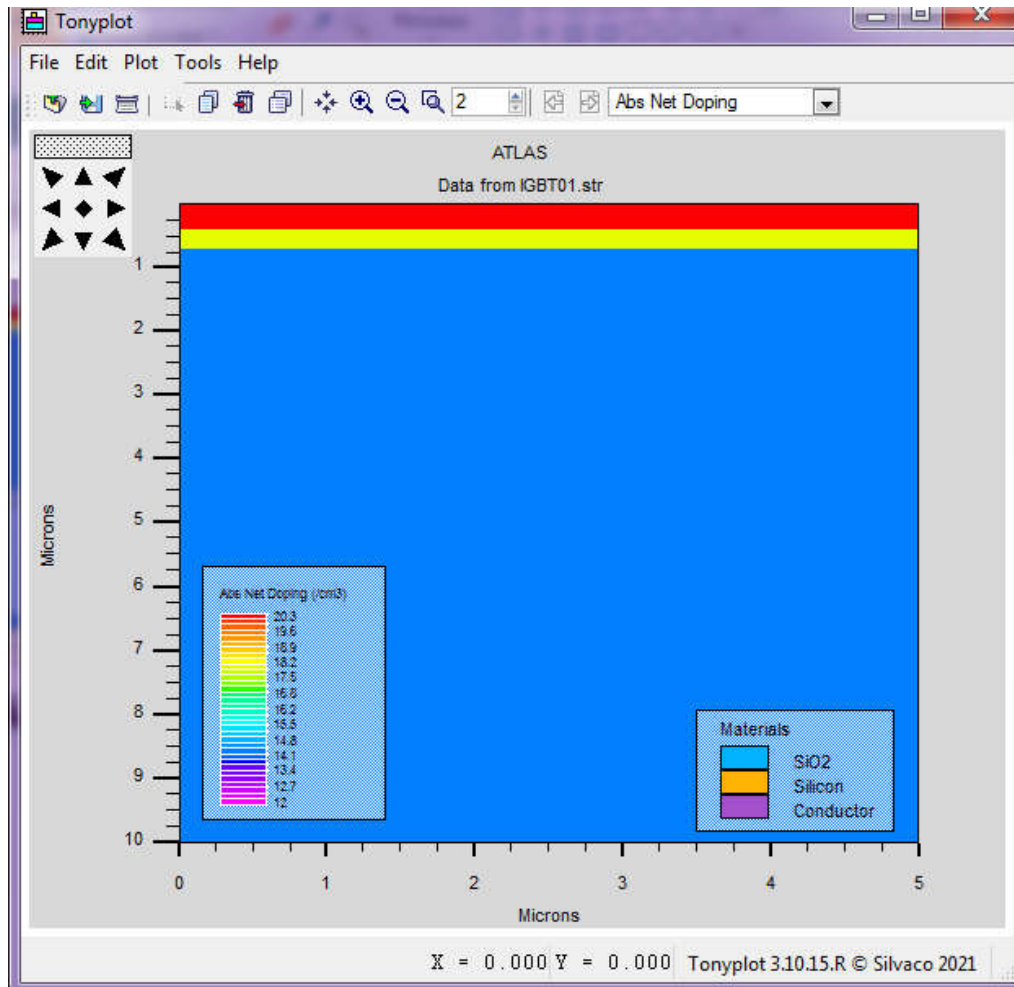 Tonyplot
File Edit Plot Tools Help
2 Abs Net Doping
ATLAS
Data from IGBT01.str
1
2
3
4
5
6
7
8
9
10
Microns
Abs Net Doping (/cm3)
20.3
19.6
18.9
18.2
17.5
16.8
16.2
15.5
14.8
14.1
13.4
12.7
12
Materials
SiO2
Silicon
Conductor
0 1 2 3 4 5
Microns
X = 0.000 Y = 0.000 Tonyplot 3.10.15.R © Silvaco 2021